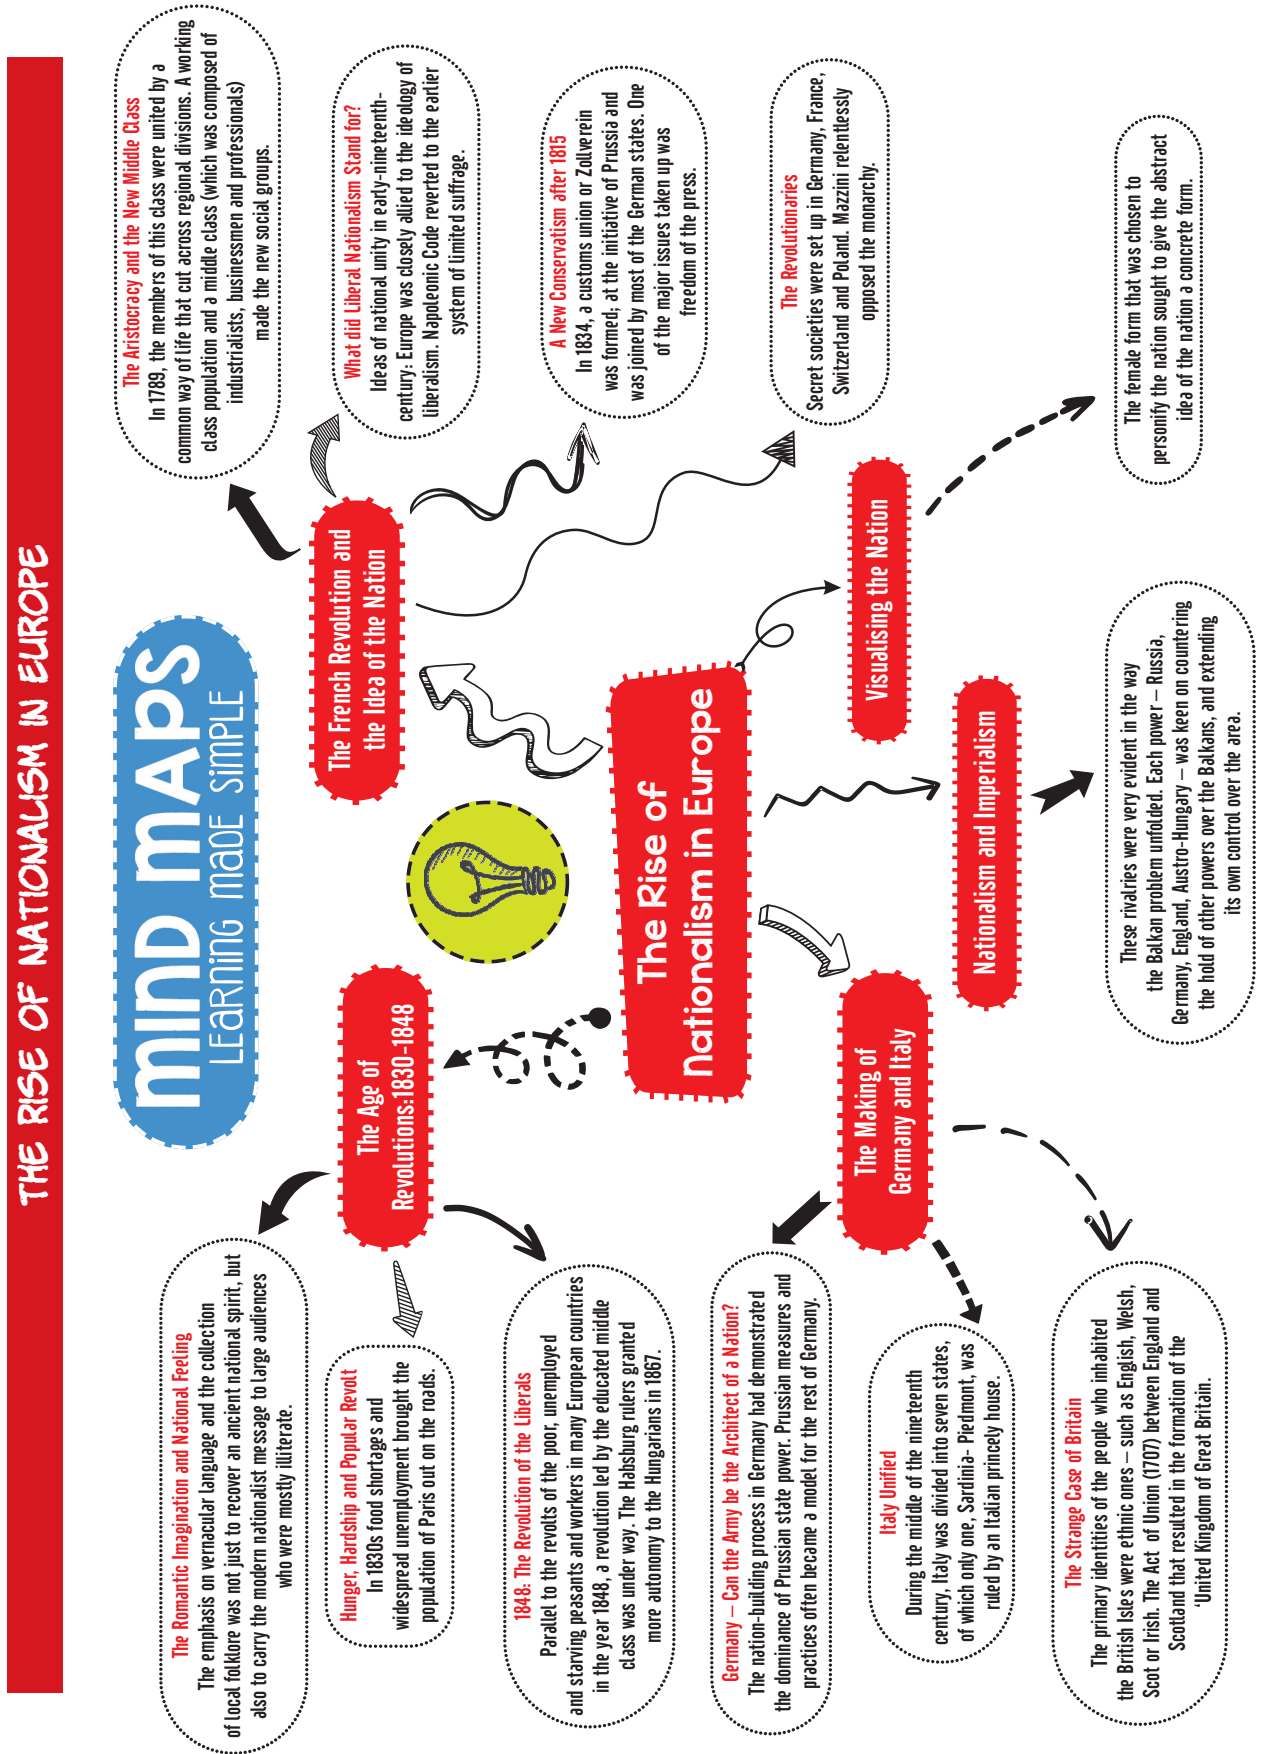 THE RISE OF NATIONALISM IN EUROPE
MIND MAPS
LEARNING MADE SIMPLE
The Rise of
Nationalism in Europe
The French Revolution and
the Idea of the Nation
The Aristocracy and the New Middle Class
In 1789, the members of this class were united by a
common way of life that cut across regional divisions. A working
class population and a middle class (which was composed of
industrialists, businessmen and professionals)
made the new social groups.
What did Liberal Nationalism Stand for?
Ideas of national unity in early-nineteenth-
century: Europe was closely allied to the ideology of
liberalism. Napoleonic Code reverted to the earlier
system of limited suffrage.
A New Conservatism after 1815
In 1834, a customs union or Zollverein
was formed; at the initiative of Prussia and
was joined by most of the German states. One
of the major issues taken up was
freedom of the press.
The Revolutionaries
Secret societies were set up in Germany, France,
Switzerland and Poland. Mazzini relentlessly
opposed the monarchy.
Visualising the Nation
The female form that was chosen to
personify the nation sought to give the abstract
idea of the nation a concrete form.
Nationalism and Imperialism
These rivalries were very evident in the way
the Balkan problem unfolded. Each power – Russia,
Germany, England, Austro-Hungary – was keen on countering
the hold of other powers over the Balkans, and extending
its own control over the area.
The Making of
Germany and Italy
Germany – Can the Army be the Architect of a Nation?
The nation-building process in Germany had demonstrated
the dominance of Prussian state power. Prussian measures and
practices often became a model for the rest of Germany.
Italy Unified
During the middle of the nineteenth
century, Italy was divided into seven states,
of which only one, Sardinia- Piedmont, was
ruled by an Italian princely house.
The Strange Case of Britain
The primary identities of the people who inhabited
the British Isles were ethnic ones – such as English, Welsh,
Scot or Irish. The Act of Union (1707) between England and
Scotland that resulted in the formation of the
‘United Kingdom of Great Britain.
The Age of
Revolutions:1830-1848
The Romantic Imagination and National Feeling
The emphasis on vernacular language and the collection
of local folklore was not just to recover an ancient national spirit, but
also to carry the modern nationalist message to large audiences
who were mostly illiterate.
Hunger, Hardship and Popular Revolt
In 1830s food shortages and
widespread unemployment brought the
population of Paris out on the roads.
1848: The Revolution of the Liberals
Parallel to the revolts of the poor, unemployed
and starving peasants and workers in many European countries
in the year 1848, a revolution led by the educated middle
class was under way. The Habsburg rulers granted
more autonomy to the Hungarians in 1867.